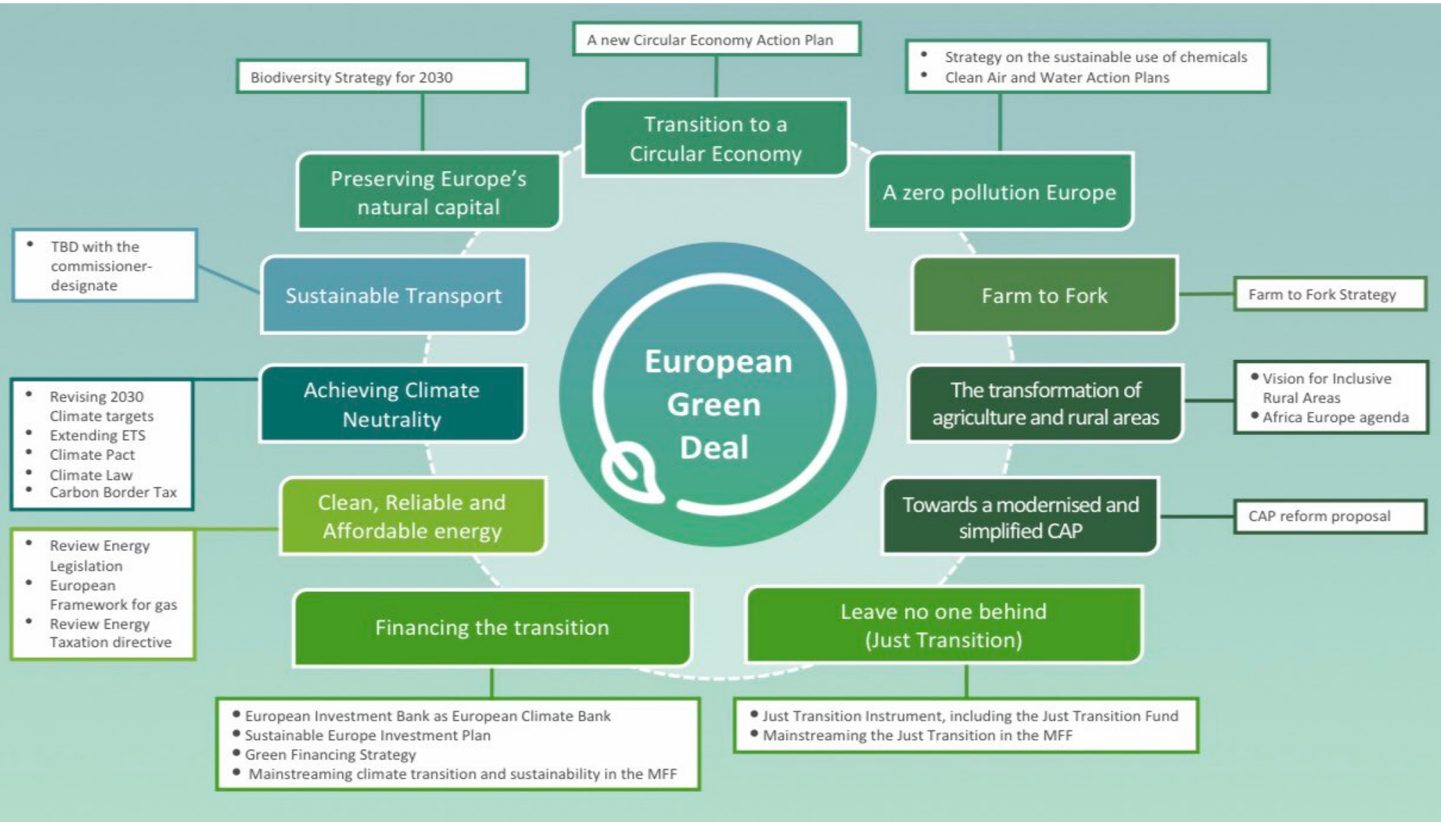 A new Circular Economy Action Plan
• Strategy on the sustainable use of chemicals
• Clean Air and Water Action Plans
Biodiversity Strategy for 2030
Transition to a
Circular Economy
Preserving Europe's
natural capital
A zero pollution Europe
• TBD with the
commissioner-
designate
Sustainable Transport
Farm to Fork
Farm to Fork Strategy
European
Green
Deal
• Revising 2030
Climate targets
• Extending ETS
• Climate Pact
• Climate Law
• Carbon Border Tax
Achieving Climate
Neutrality
The transformation of
agriculture and rural areas
• Vision for Inclusive
Rural Areas
• Africa Europe agenda
Clean, Reliable and
Affordable energy
Towards a modernised and
simplified CAP
CAP reform proposal
• Review Energy
Legislation
• European
Framework for gas
• Review Energy
Taxation directive
Financing the transition
Leave no one behind
(Just Transition)
• European Investment Bank as European Climate Bank
• Sustainable Europe Investment Plan
• Green Financing Strategy
• Mainstreaming climate transition and sustainability in the MFF
• Just Transition Instrument, including the Just Transition Fund
• Mainstreaming the Just Transition in the MFF